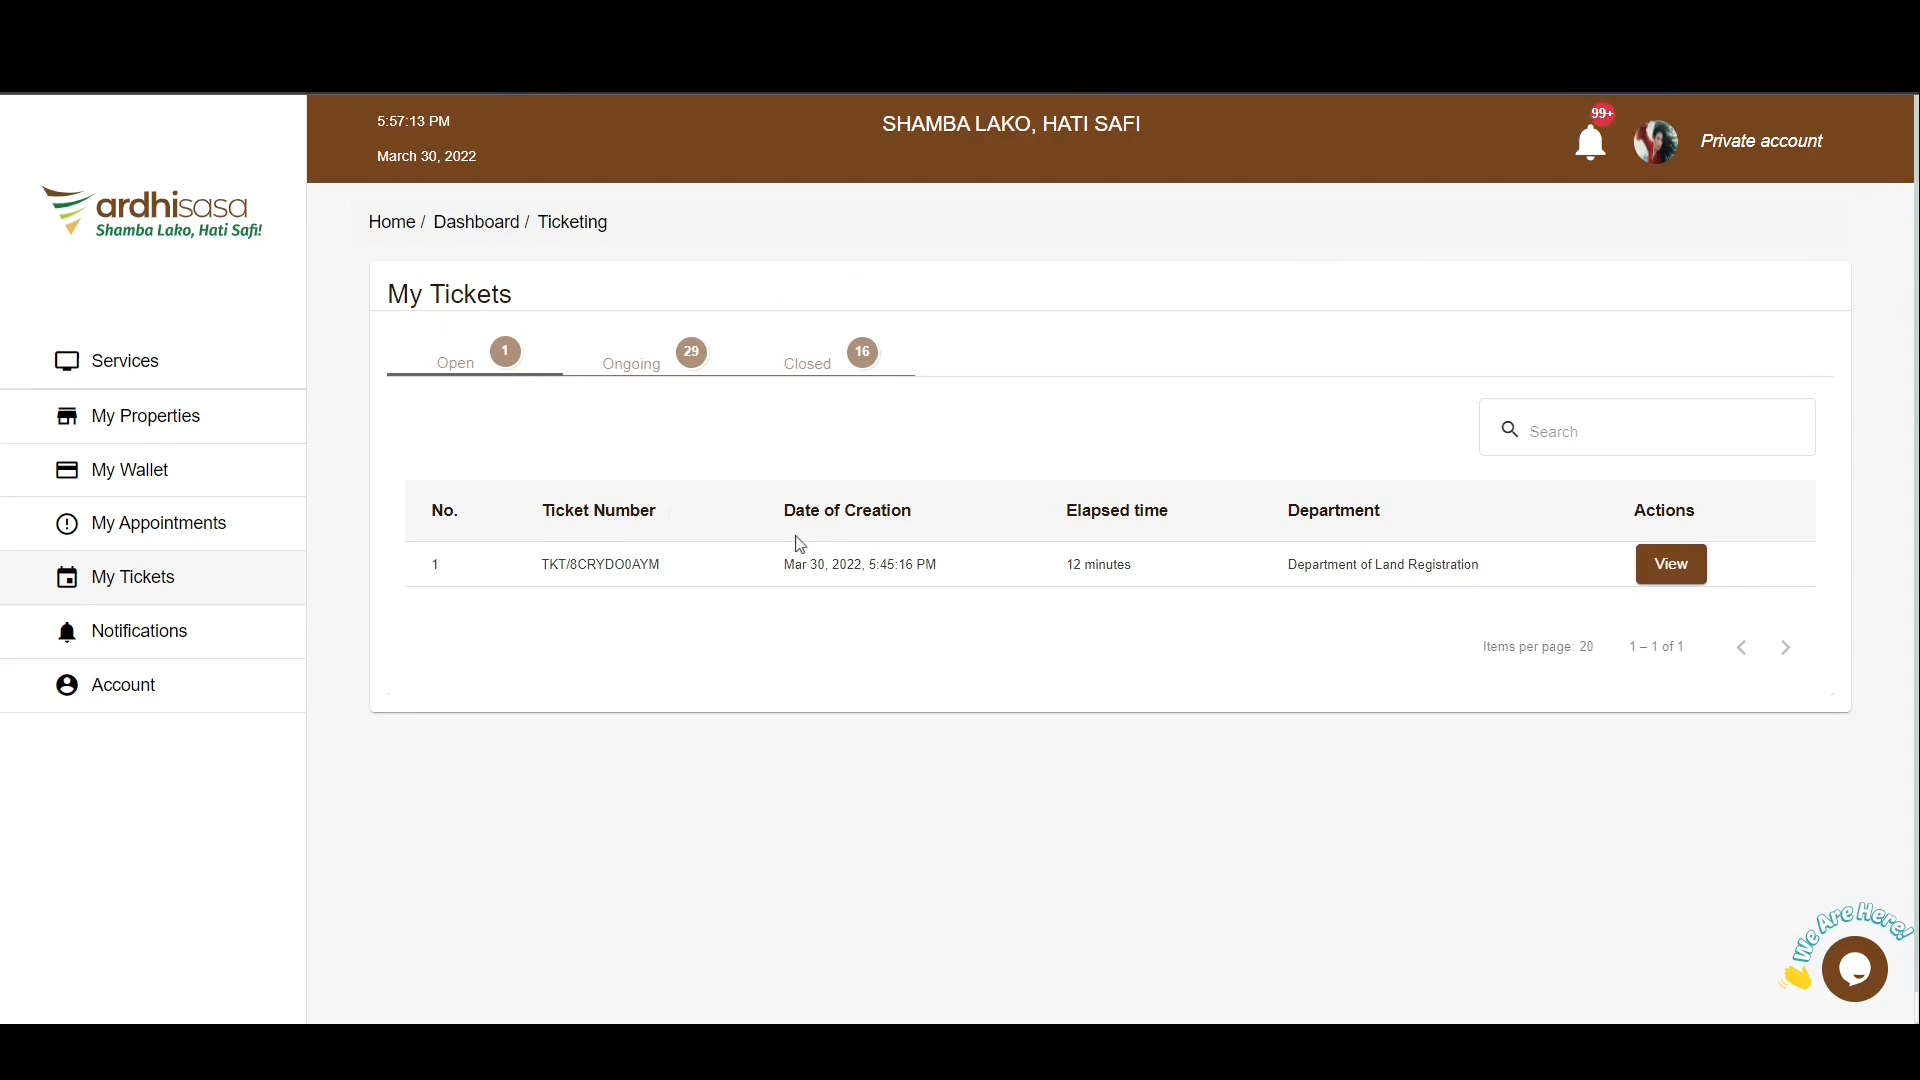 5:57:13 PM
March 30, 2022
SHAMBA LAKO, HATI SAFI
99+
Private account
ardhisasa
Shamba Lako, Hati Safi!
Home / Dashboard / Ticketing
My Tickets
Open 1 Ongoing 29 Closed 16
Search
Services
My Properties
My Wallet
My Appointments
My Tickets
Notifications
Account
No. Ticket Number Date of Creation Elapsed time Department Actions
1 TKT/8CRYDO0AYM Mar 30, 2022, 5:45:16 PM 12 minutes Department of Land Registration View
Items per page: 20 1 – 1 of 1
We Are Here!